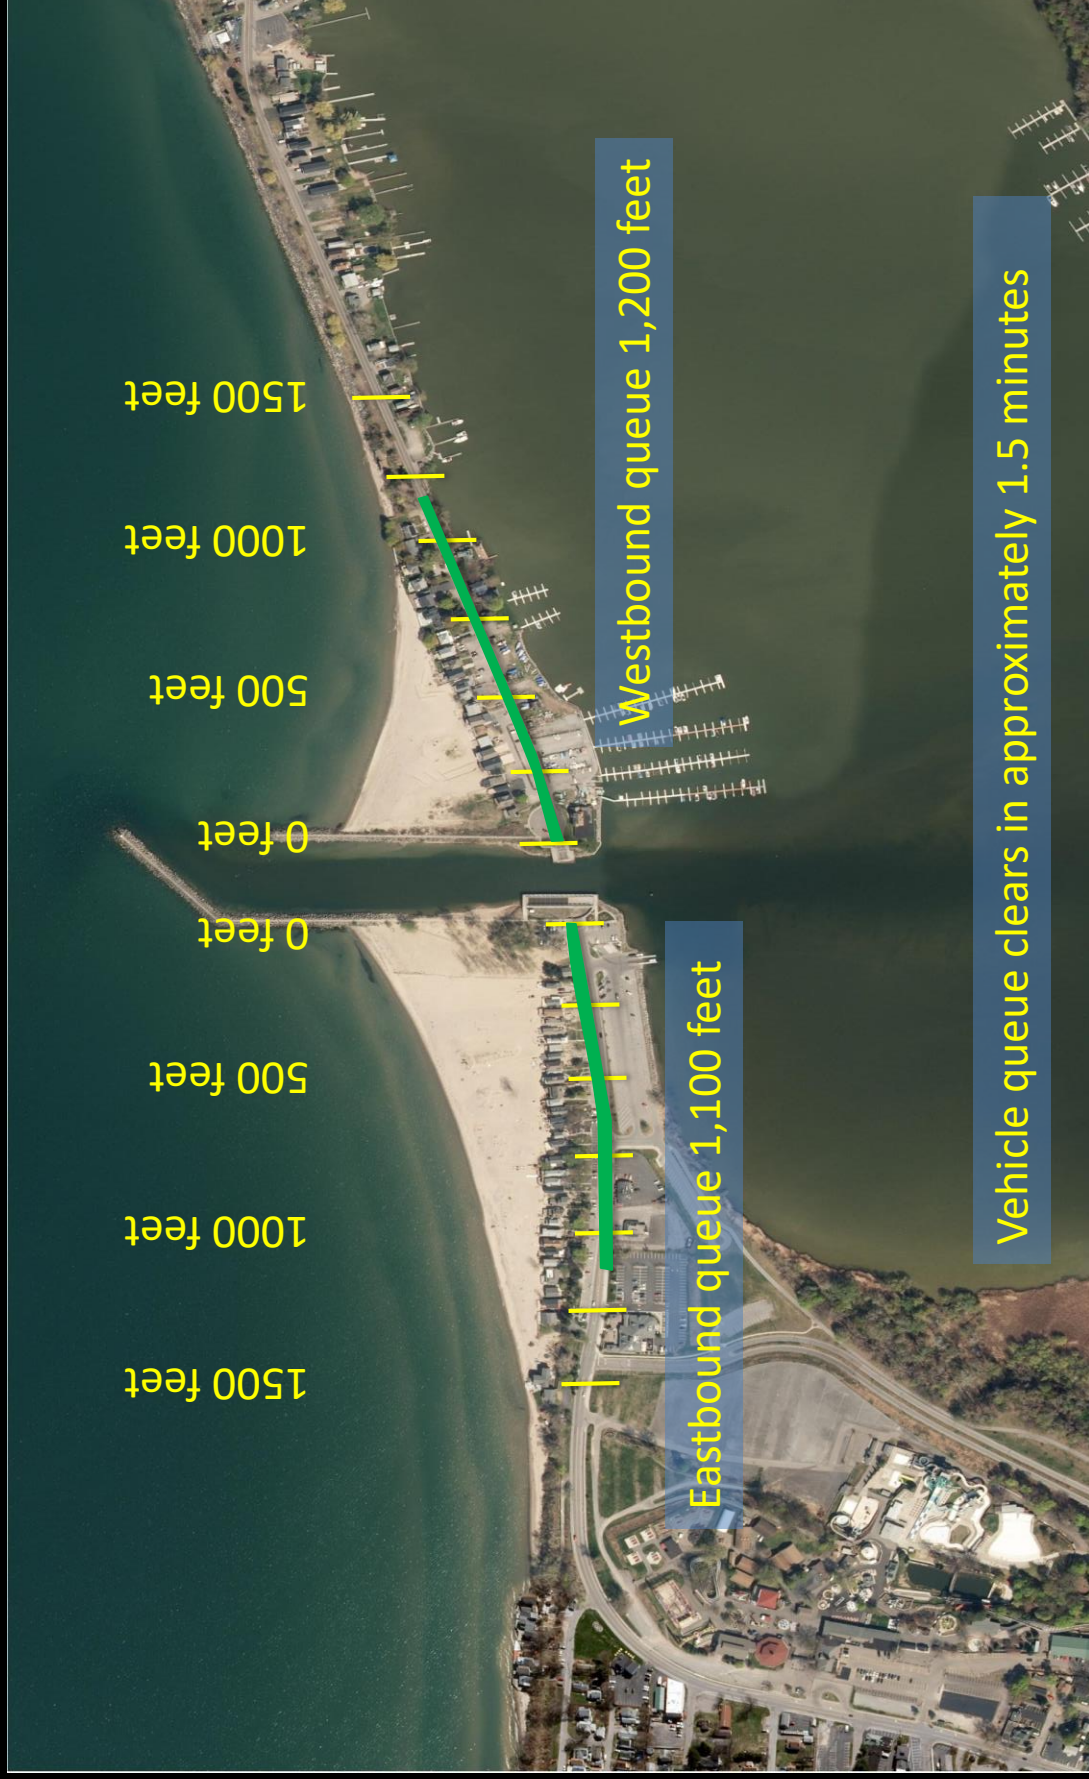 1500 feet
1000 feet
500 feet
0 feet
0 feet
500 feet
1000 feet
1500 feet
Eastbound queue 1,100 feet
Westbound queue 1,200 feet
Vehicle queue clears in approximately 1.5 minutes